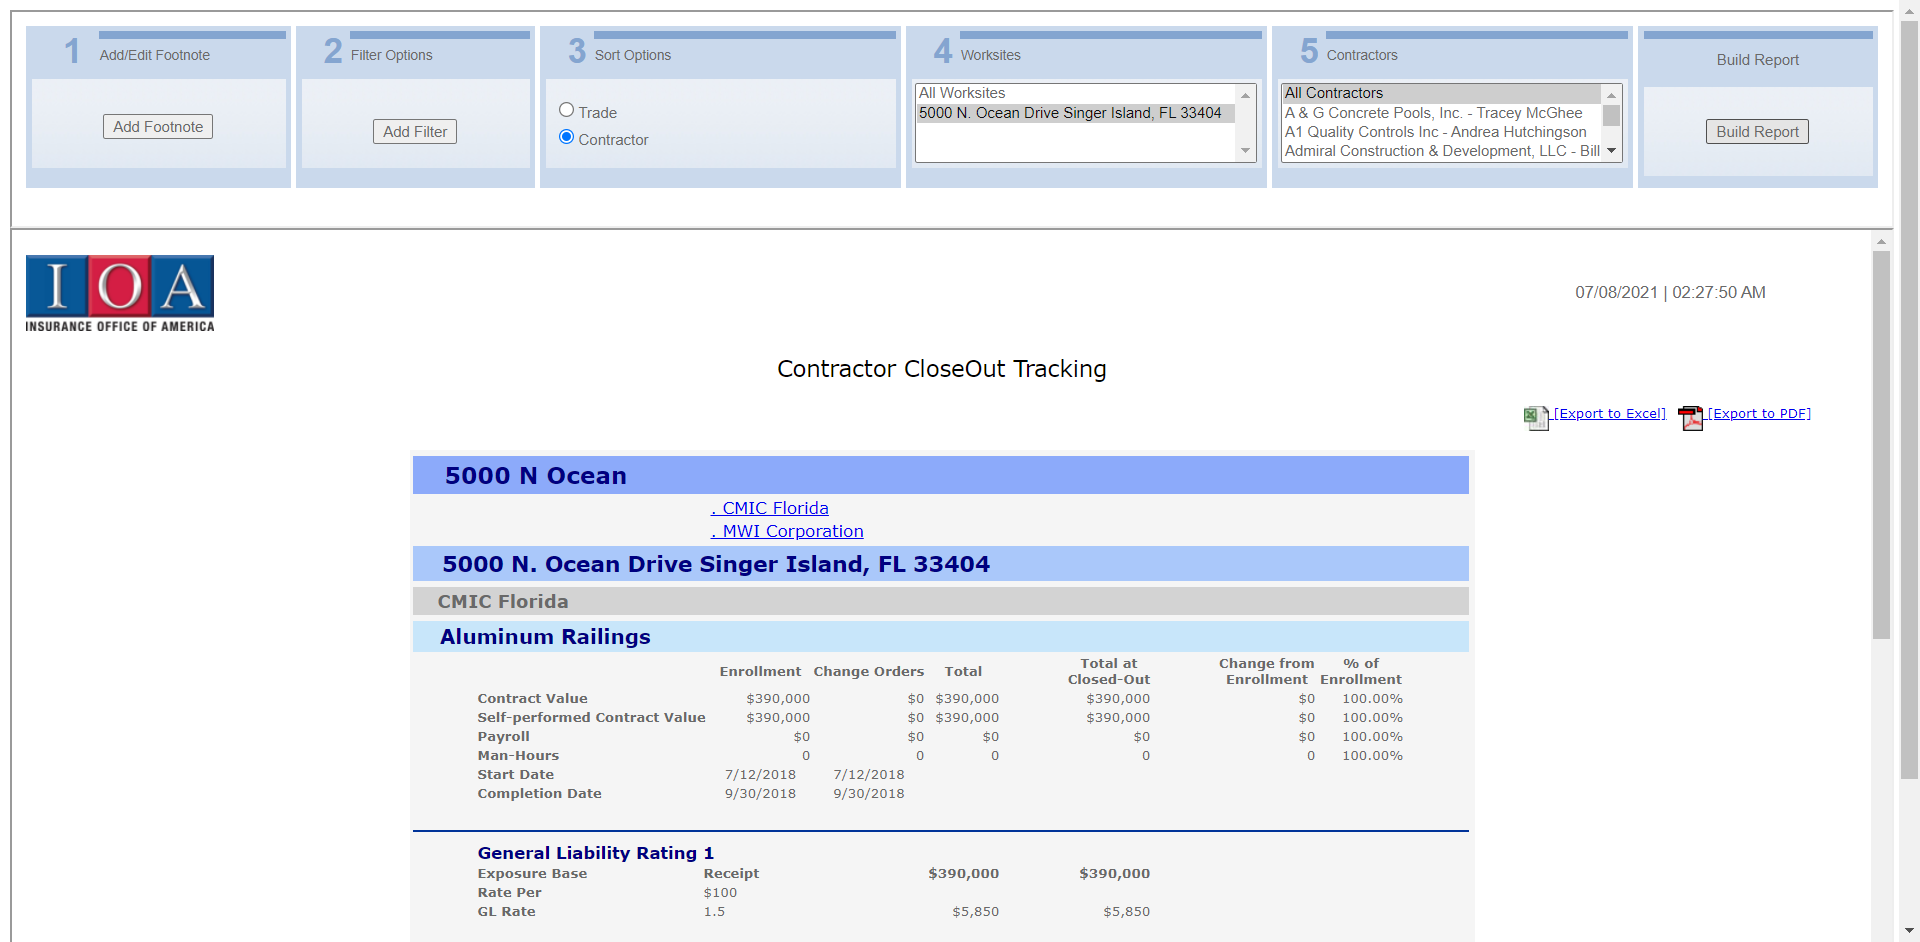 1 Add/Edit Footnote
Add Footnote
2 Filter Options
Add Filter
3 Sort Options
Trade
Contractor
4 Worksites
All Worksites
5000 N. Ocean Drive Singer Island, FL 33404
5 Contractors
All Contractors
A & G Concrete Pools, Inc. - Tracey McGhee
A1 Quality Controls Inc - Andrea Hutchingson
Admiral Construction & Development, LLC - Bill
Build Report
Build Report
IOA
INSURANCE OFFICE OF AMERICA
07/08/2021 | 02:27:50 AM
Contractor CloseOut Tracking
[Export to Excel] [Export to PDF]
5000 N Ocean
. CMIC Florida
. MWI Corporation
5000 N. Ocean Drive Singer Island, FL 33404
CMIC Florida
Aluminum Railings
Enrollment Change Orders Total Total at Closed-Out Change from Enrollment % of Enrollment
Contract Value $390,000 $0 $390,000 $390,000 $0 100.00%
Self-performed Contract Value $390,000 $0 $390,000 $390,000 $0 100.00%
Payroll $0 $0 $0 $0 $0 100.00%
Man-Hours 0 0 0 0 0 100.00%
Start Date 7/12/2018 7/12/2018
Completion Date 9/30/2018 9/30/2018
General Liability Rating 1
Exposure Base Receipt $390,000 $390,000
Rate Per $100
GL Rate 1.5 $5,850 $5,850